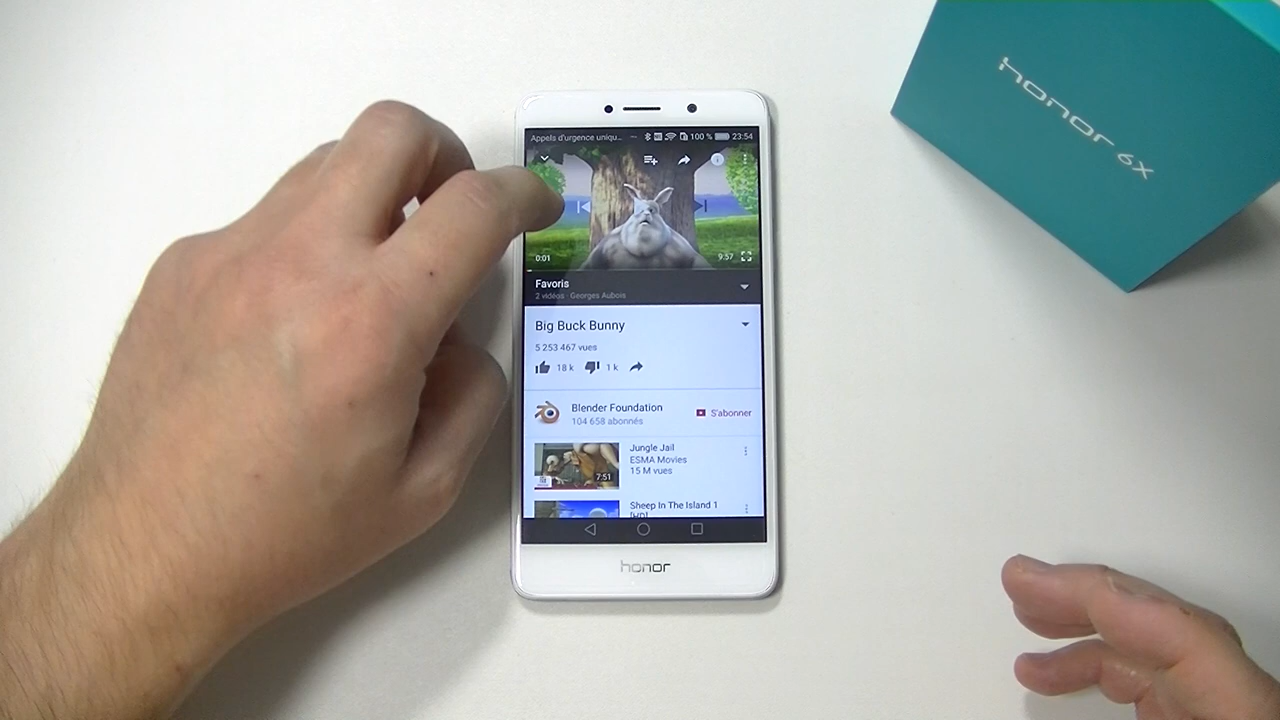 honor 6X
Appels d'urgence uniqu... 100 % 23:54
0:01
9:57
Favoris
2 vidéos · Georges Aubois
Big Buck Bunny
5 253 467 vues
18 k 1 k
Blender Foundation
104 658 abonnés
S'abonner
Jungle Jail
ESMA Movies
15 M vues
7:51
Sheep In The Island 1
[HD]
honor